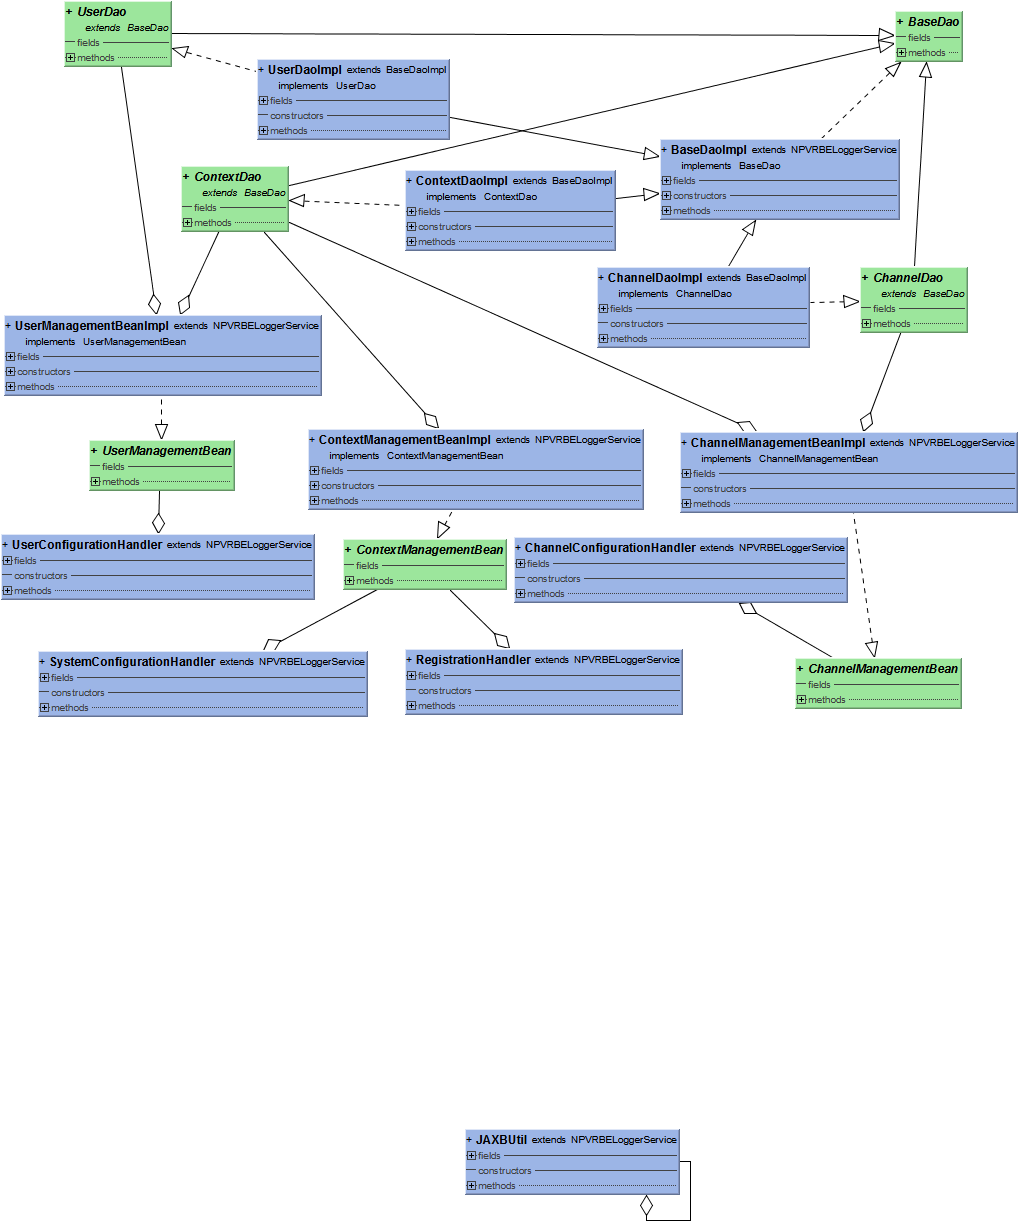 + UserDao
extends BaseDao
fields
methods
+ BaseDao
fields
methods
+ UserDaoImpl extends BaseDaoImpl
implements UserDao
fields
constructors
methods
+ BaseDaoImpl extends NPVRBELoggerService
implements BaseDao
fields
constructors
methods
+ ContextDao
extends BaseDao
fields
methods
+ ContextDaoImpl extends BaseDaoImpl
implements ContextDao
fields
constructors
methods
+ ChannelDaoImpl extends BaseDaoImpl
implements ChannelDao
fields
constructors
methods
+ ChannelDao
extends BaseDao
fields
methods
+ UserManagementBeanImpl extends NPVRBELoggerService
implements UserManagementBean
fields
constructors
methods
+ UserManagementBean
fields
methods
+ ContextManagementBeanImpl extends NPVRBELoggerService
implements ContextManagementBean
fields
constructors
methods
+ ChannelManagementBeanImpl extends NPVRBELoggerService
implements ChannelManagementBean
fields
constructors
methods
+ UserConfigurationHandler extends NPVRBELoggerService
fields
constructors
methods
+ ContextManagementBean
fields
methods
+ ChannelConfigurationHandler extends NPVRBELoggerService
fields
constructors
methods
+ SystemConfigurationHandler extends NPVRBELoggerService
fields
constructors
methods
+ RegistrationHandler extends NPVRBELoggerService
fields
constructors
methods
+ ChannelManagementBean
fields
methods
+ JAXBUtil extends NPVRBELoggerService
fields
constructors
methods